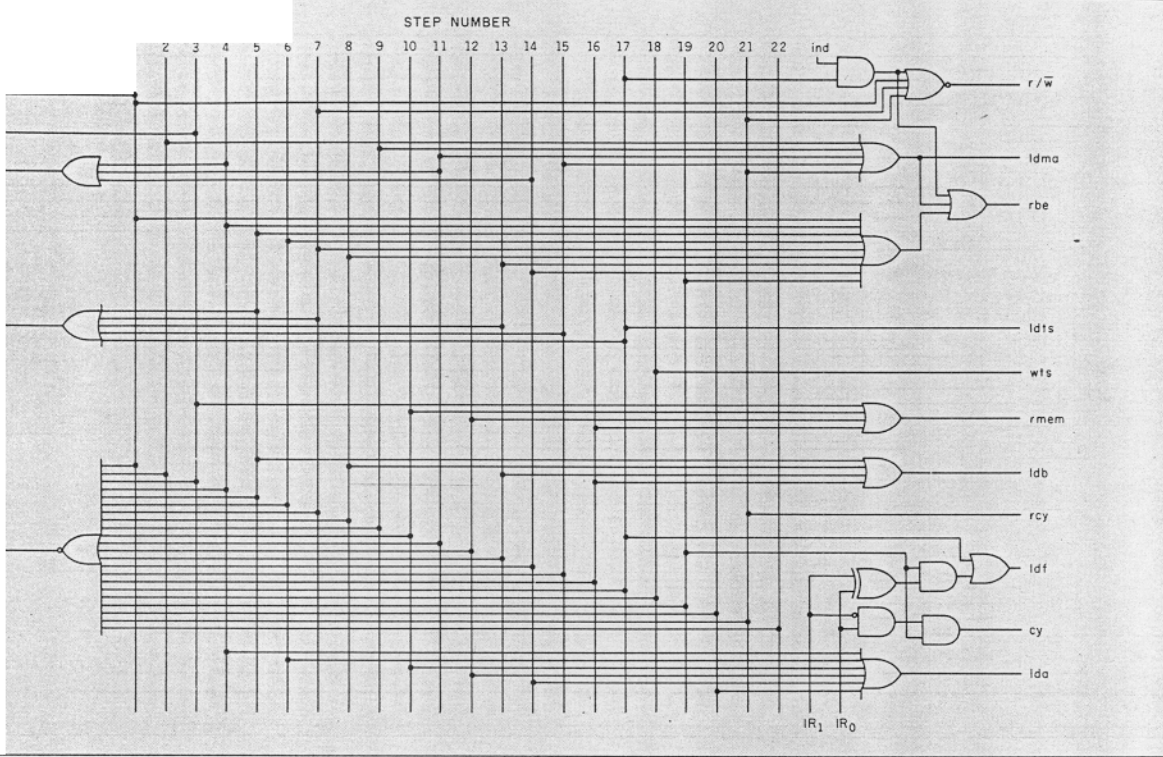 STEP NUMBER
2 3 4 5 6 7 8 9 10 11 12 13 14 15 16 17 18 19 20 21 22 ind
r/w̅
ldma
rbe
ldts
wts
rmem
ldb
rcy
ldf
cy
lda
IR₁ IR₀